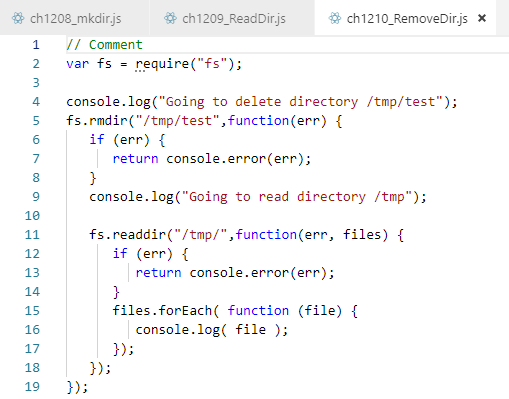 ch1208_mkdir.js ch1209_ReadDir.js ch1210_RemoveDir.js ×
1 // Comment
2 var fs = require("fs");
3
4 console.log("Going to delete directory /tmp/test");
5 fs.rmdir("/tmp/test",function(err) {
6    if (err) {
7       return console.error(err);
8    }
9    console.log("Going to read directory /tmp");
10
11    fs.readdir("/tmp/",function(err, files) {
12       if (err) {
13          return console.error(err);
14       }
15       files.forEach( function (file) {
16          console.log( file );
17       });
18    });
19 });